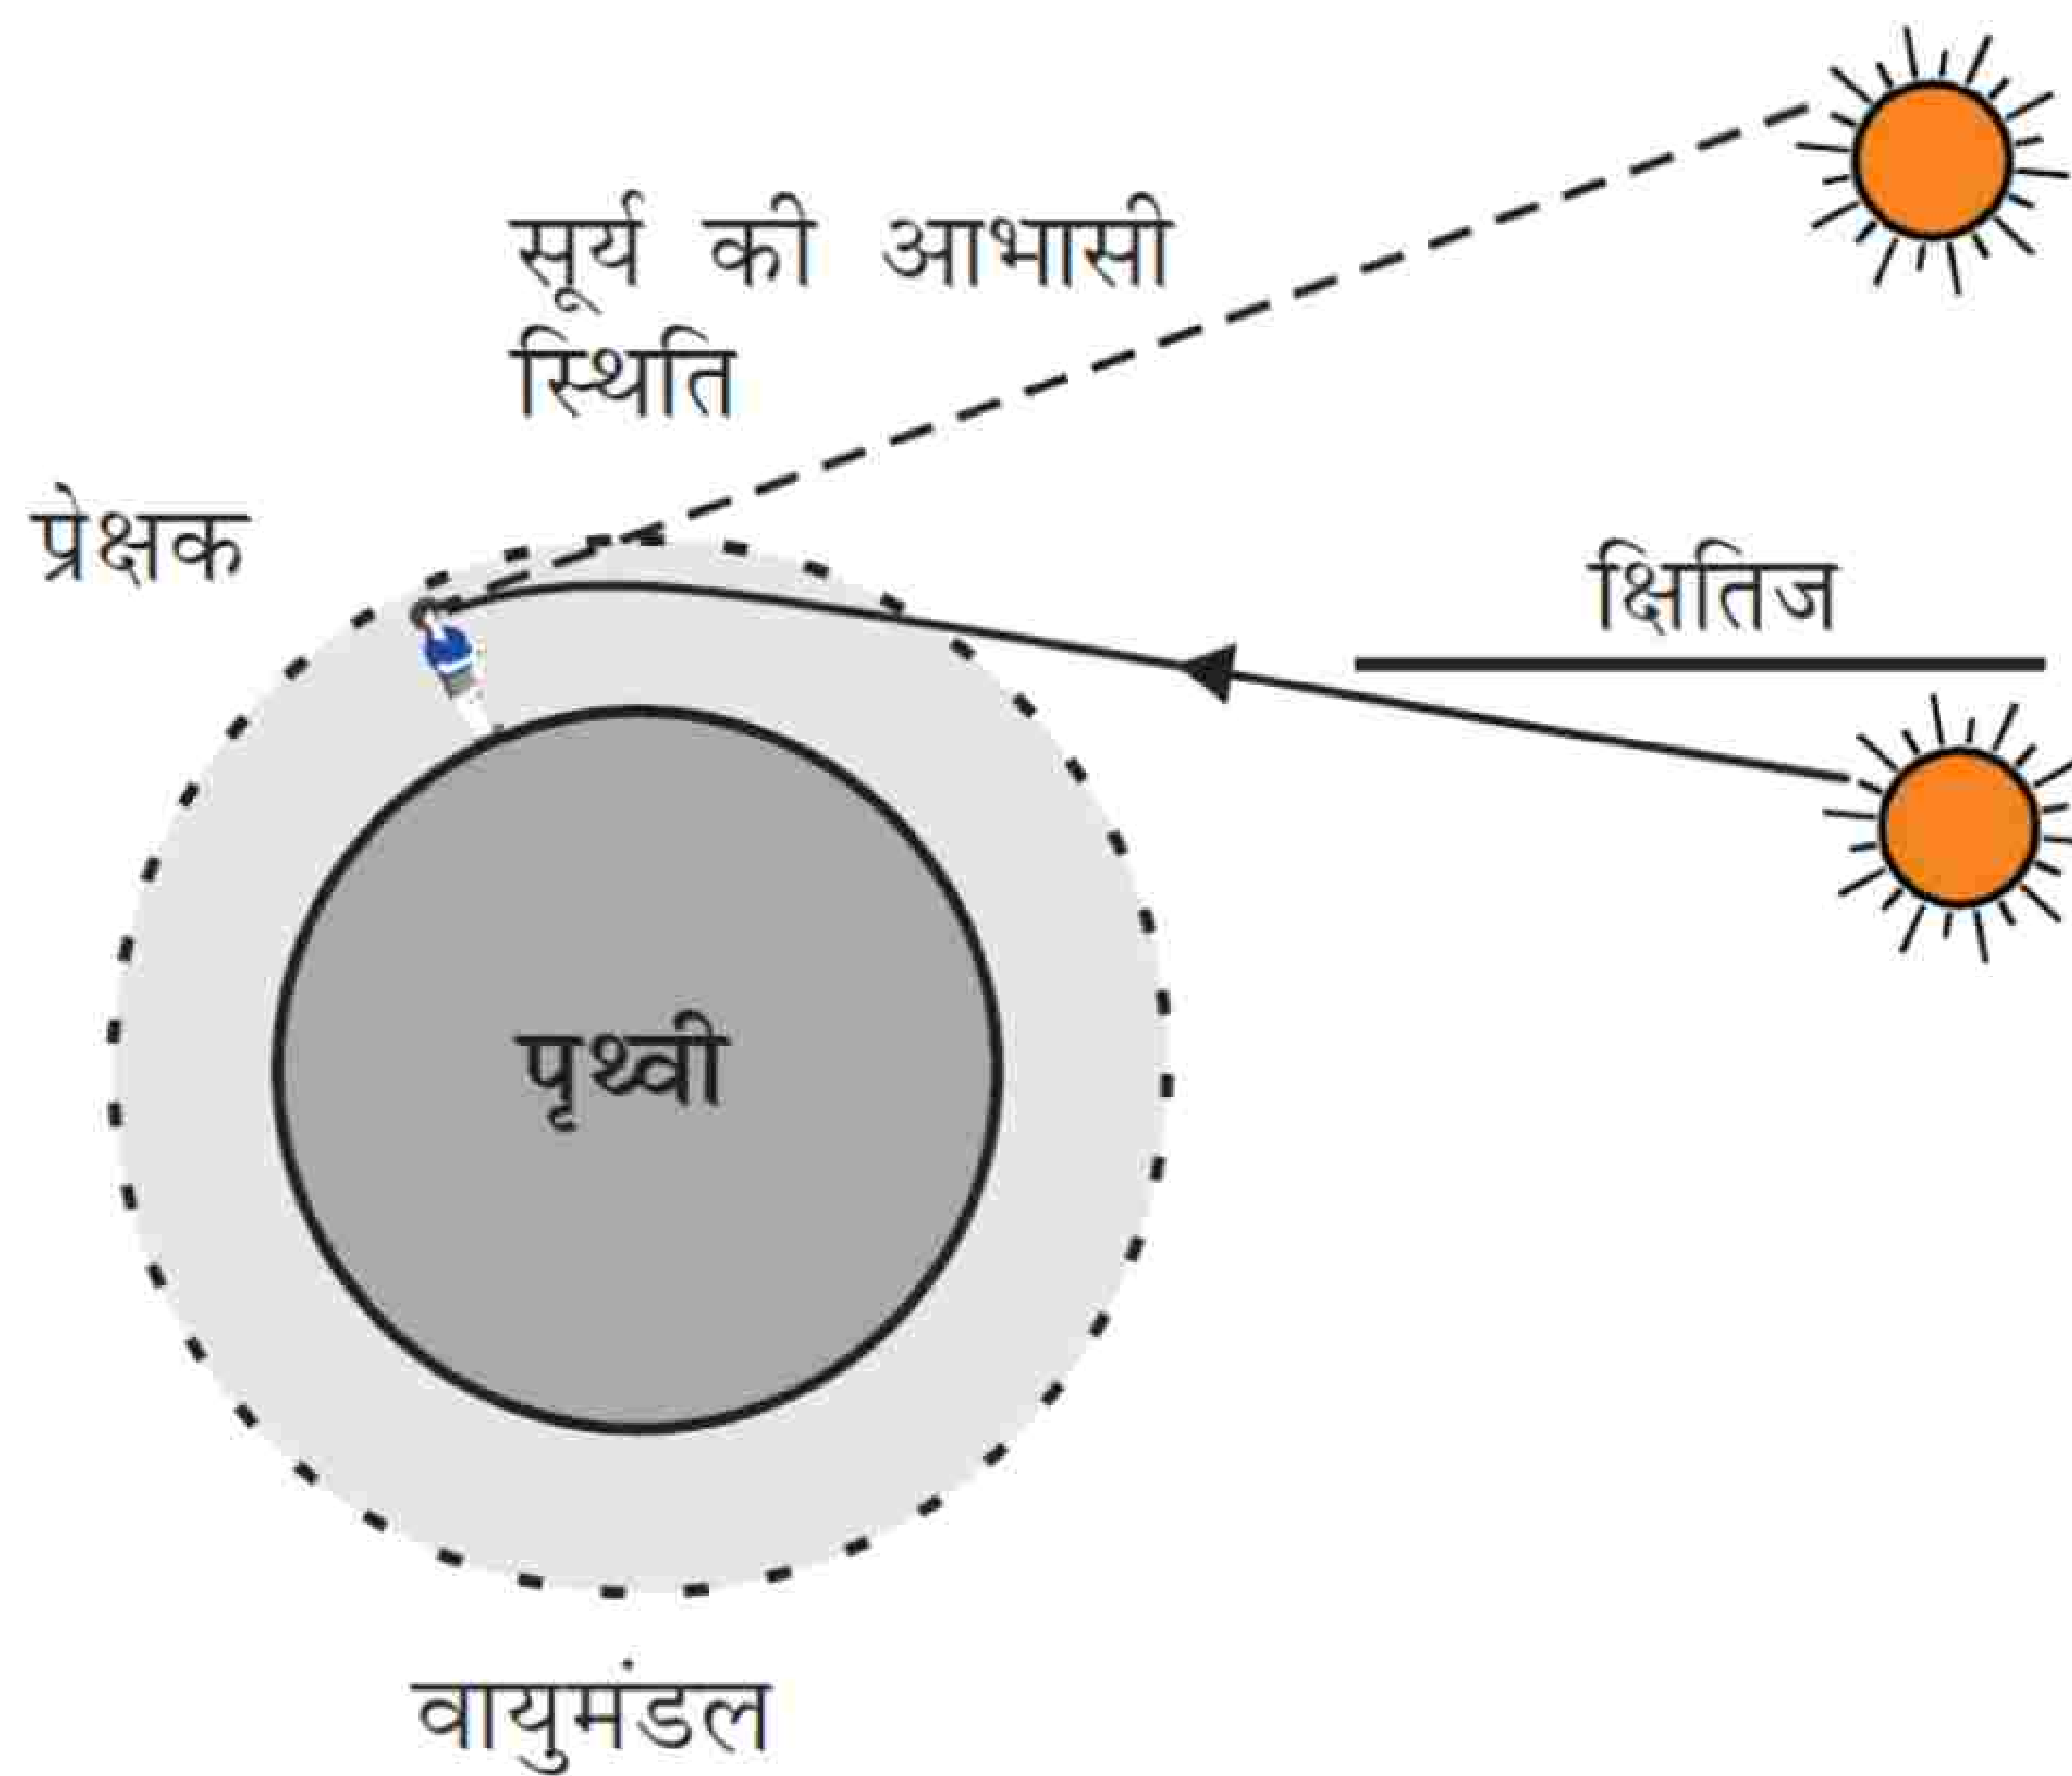 सूर्य की आभासी
स्थिति
प्रेक्षक
क्षितिज
पृथ्वी
वायुमंडल